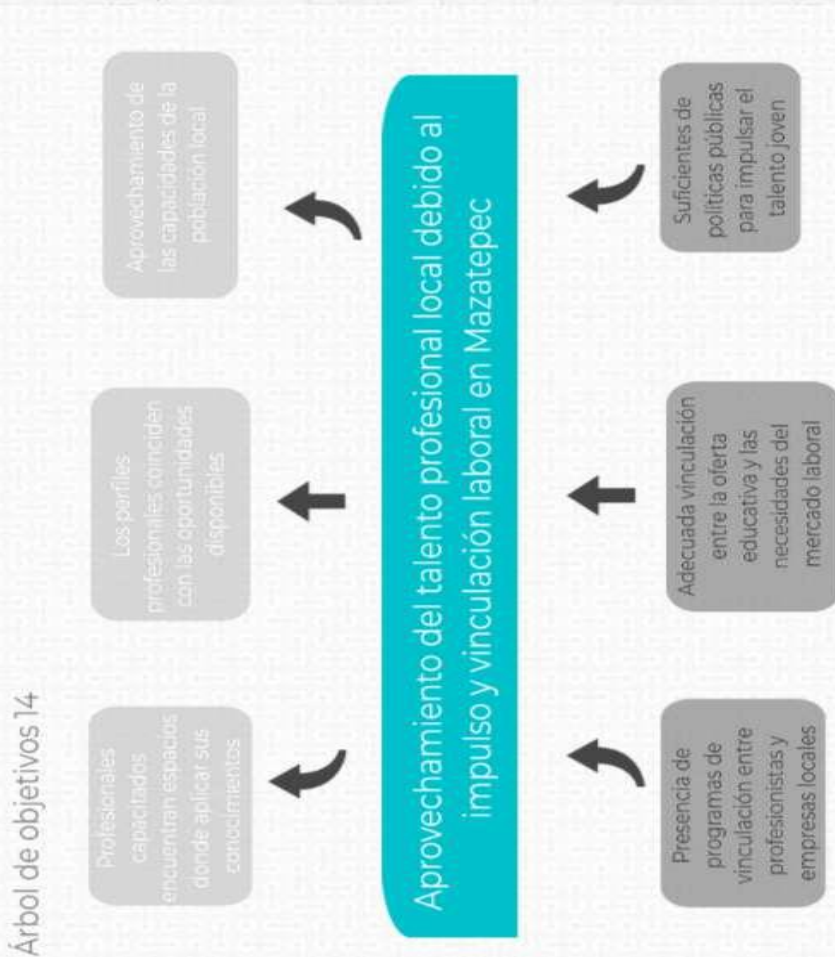 Árbol de objetivos 14
Profesionales
capacitados
encuentran espacios
donde aplicar sus
conocimientos
Los perfiles
profesionales coinciden
con las oportunidades
disponibles
Aprovechamiento de
las capacidades de la
población local
Aprovechamiento del talento profesional local debido al
impulso y vinculación laboral en Mazatepec
Presencia de
programas de
vinculación entre
profesionistas y
empresas locales
Adecuada vinculación
entre la oferta
educativa y las
necesidades del
mercado laboral
Suficientes de
políticas públicas
para impulsar el
talento joven